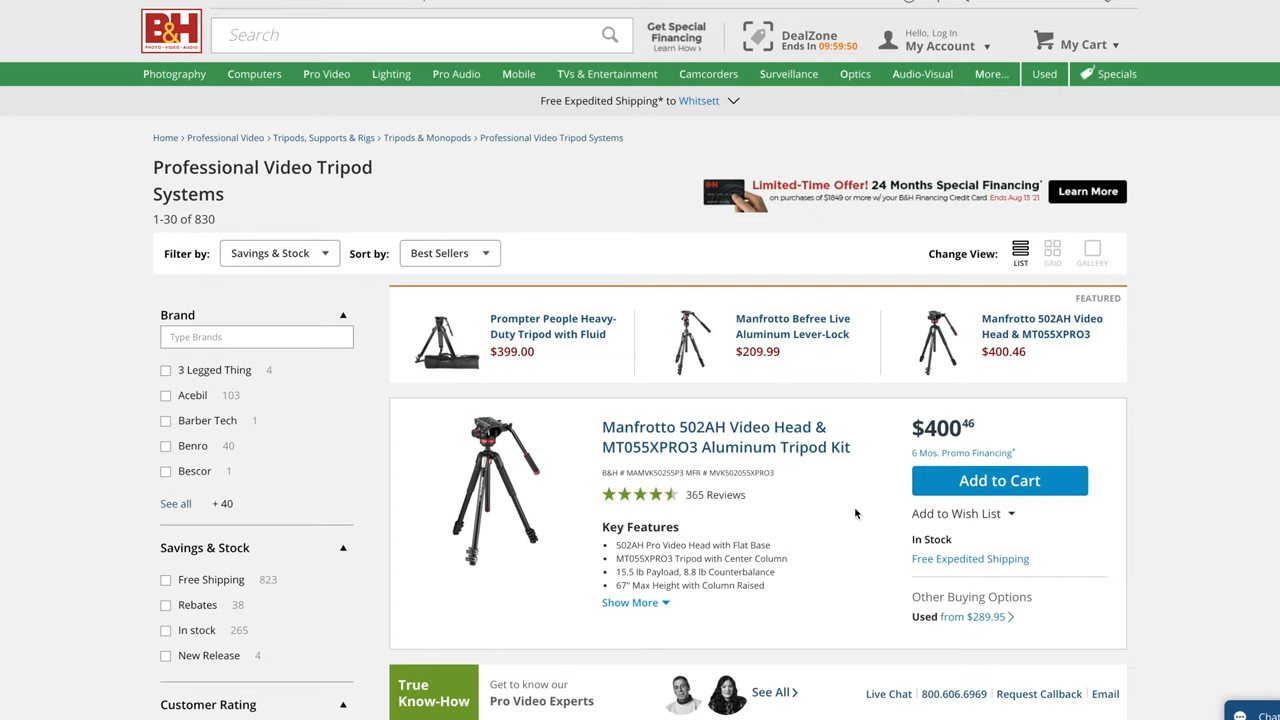 B&H
PHOTO · VIDEO · AUDIO
Search
Get Special
Financing
Learn How ›
DealZone
Ends In 09:59:50
Hello, Log In
My Account
My Cart
Photography
Computers
Pro Video
Lighting
Pro Audio
Mobile
TVs & Entertainment
Camcorders
Surveillance
Optics
Audio-Visual
More...
Used
Specials
Free Expedited Shipping* to Whitsett
Home > Professional Video > Tripods, Supports & Rigs > Tripods & Monopods > Professional Video Tripod Systems
Professional Video Tripod
Systems
1-30 of 830
B&H
Limited-Time Offer! 24 Months Special Financing*
on purchases of $1849 or more w/your B&H Financing Credit Card. Ends Aug 13 '21
Learn More
Filter by:
Savings & Stock
Sort by:
Best Sellers
Change View:
LIST
GRID
GALLERY
Brand
Type Brands
3 Legged Thing 4
Acebil 103
Barber Tech 1
Benro 40
Bescor 1
See all + 40
Savings & Stock
Free Shipping 823
Rebates 38
In stock 265
New Release 4
Customer Rating
FEATURED
Prompter People Heavy-
Duty Tripod with Fluid
$399.00
Manfrotto Befree Live
Aluminum Lever-Lock
$209.99
Manfrotto 502AH Video
Head & MT055XPRO3
$400.46
Manfrotto 502AH Video Head &
MT055XPRO3 Aluminum Tripod Kit
B&H # MAMVK50255P3 MFR # MVK502055XPRO3
365 Reviews
Key Features
• 502AH Pro Video Head with Flat Base
• MT055XPRO3 Tripod with Center Column
• 15.5 lb Payload, 8.8 lb Counterbalance
• 67" Max Height with Column Raised
Show More
$400 46
6 Mos. Promo Financing*
Add to Cart
Add to Wish List
In Stock
Free Expedited Shipping
Other Buying Options
Used from $289.95
True
Know-How
Get to know our
Pro Video Experts
See All
Live Chat | 800.606.6969 | Request Callback | Email